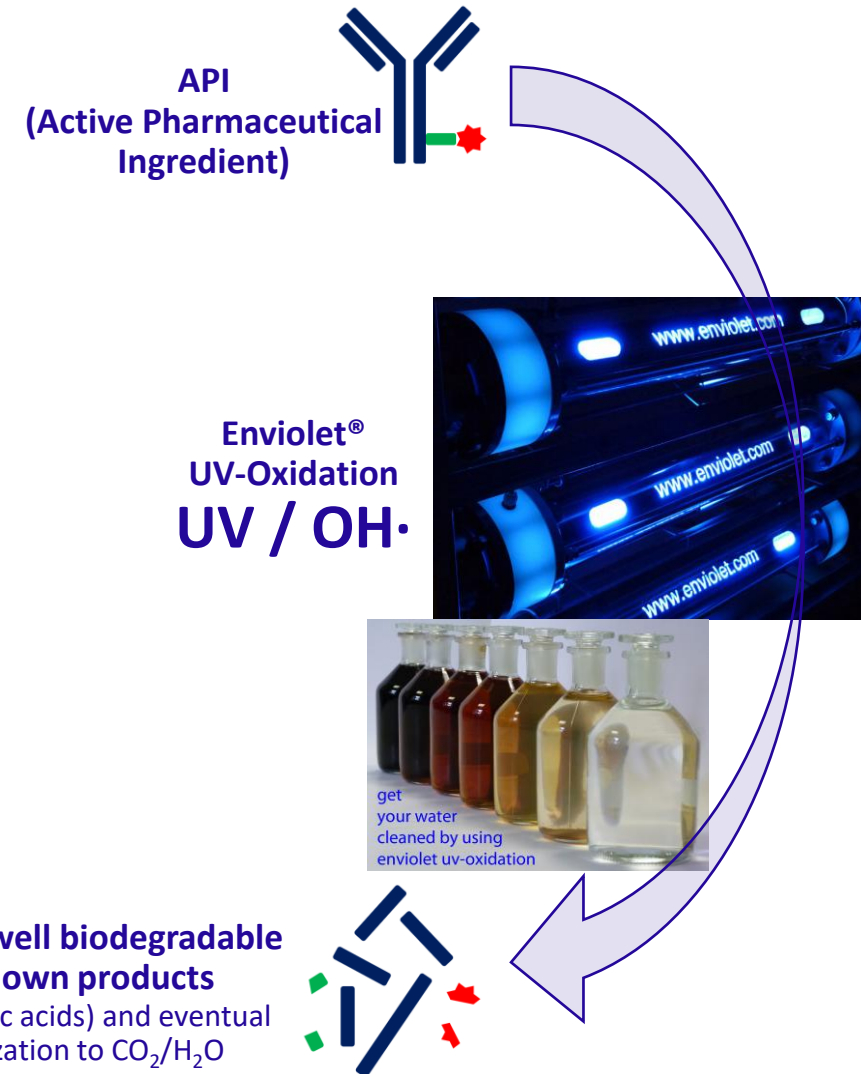 API
(Active Pharmaceutical
Ingredient)
www.enviolet.com
Enviolet®
UV-Oxidation
UV / OH·
www.enviolet.com
www.enviolet.com
get
your water
cleaned by using
enviolet uv-oxidation
well biodegradable
own products
c acids) and eventual
zation to CO₂/H₂O